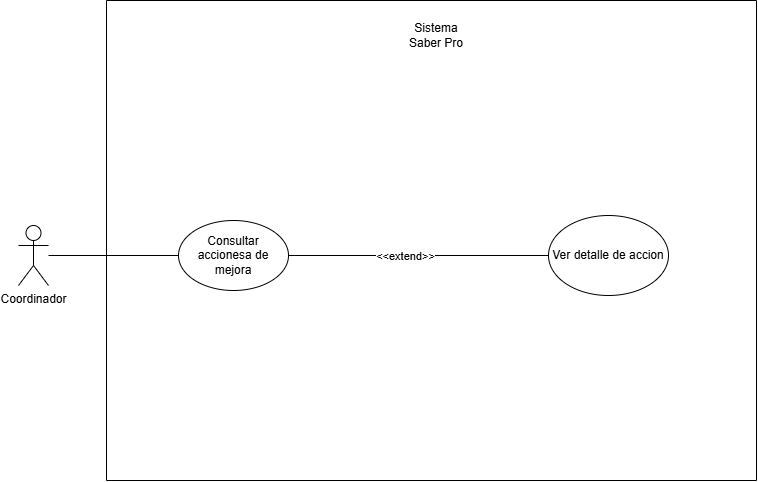 Sistema
Saber Pro
Consultar
accionesa de
mejora
<<extend>>
Ver detalle de accion
Coordinador